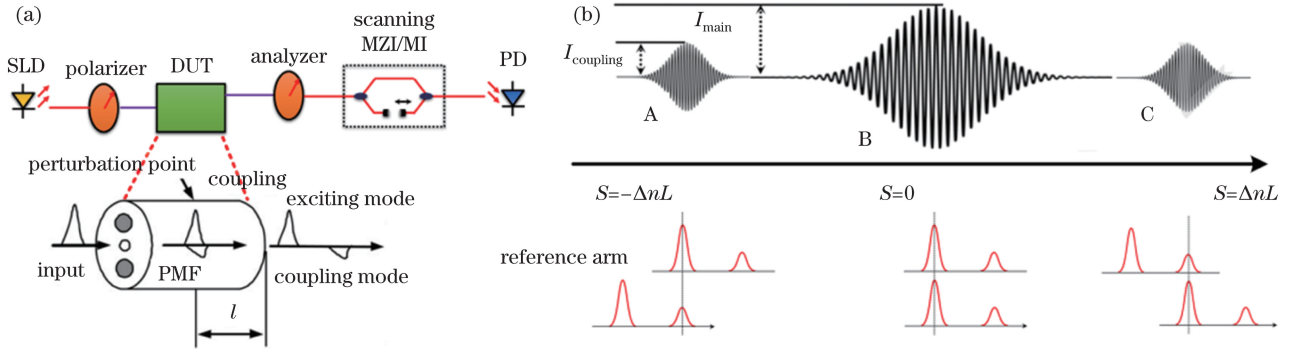 (a)
scanning
MZI/MI
SLD
polarizer
DUT
analyzer
PD
perturbation point
coupling
exciting mode
input
PMF
coupling mode
l
(b)
I_main
I_coupling
A
B
C
S=-ΔnL
S=0
S=ΔnL
reference arm